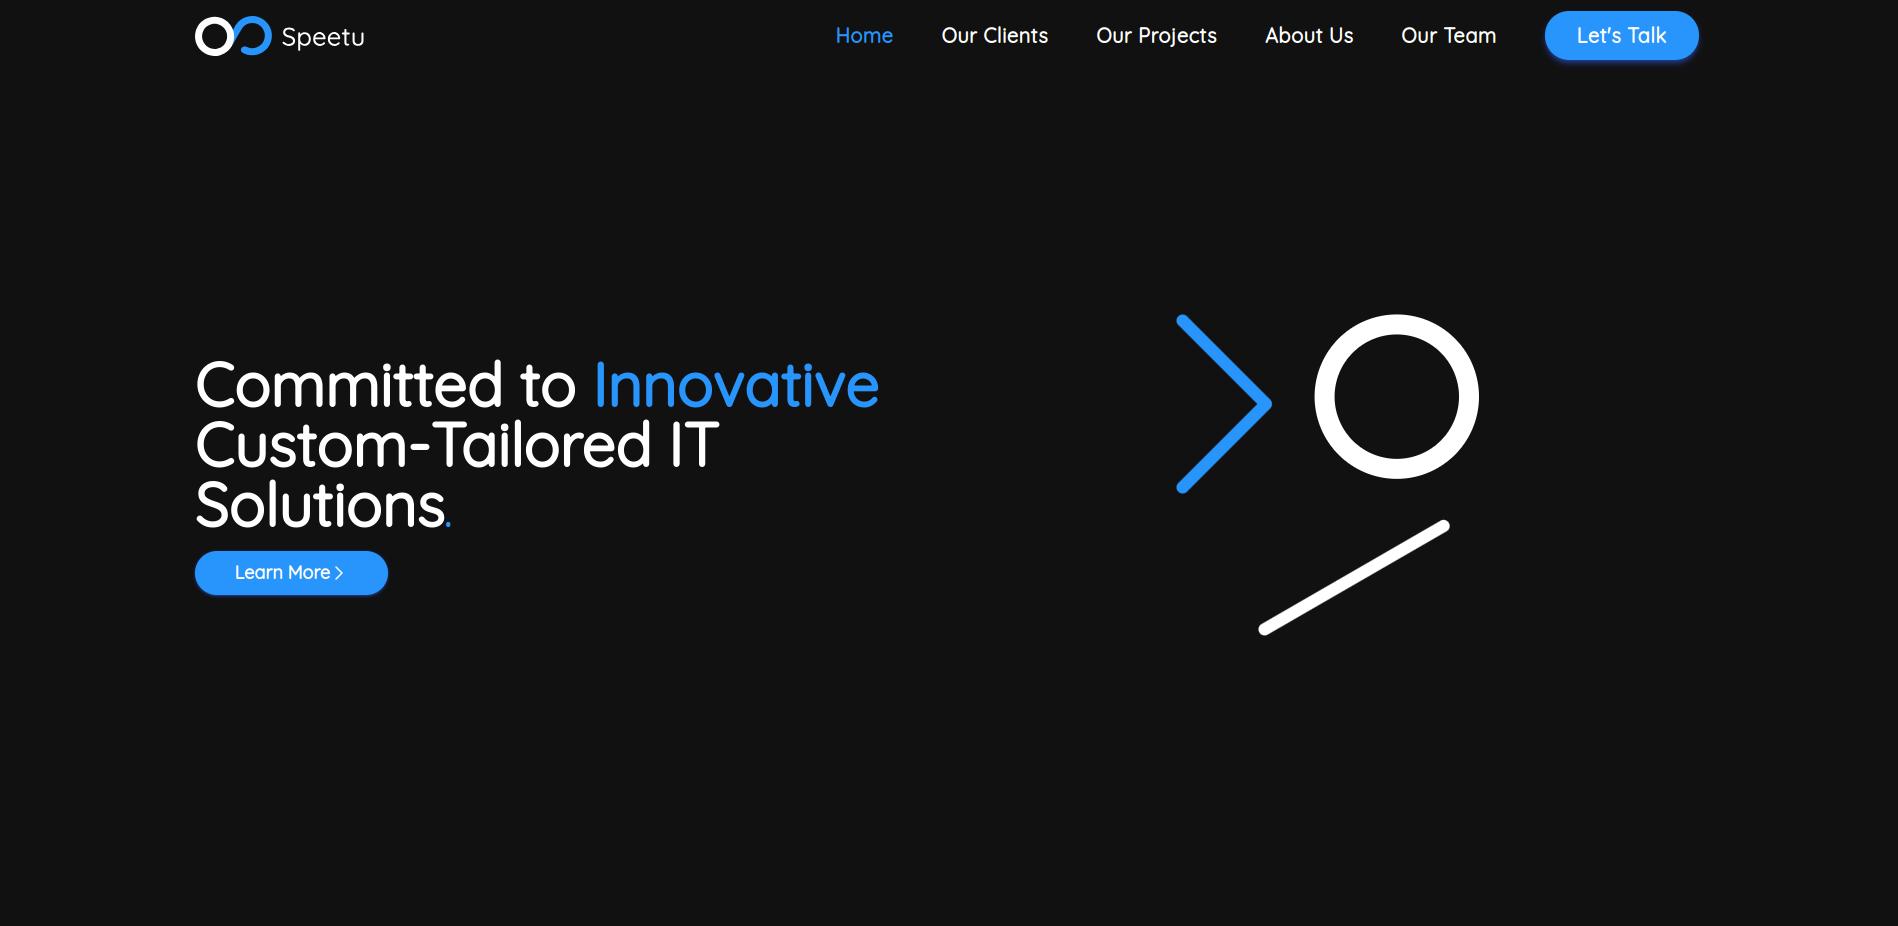 Speetu
Home
Our Clients
Our Projects
About Us
Our Team
Let's Talk
Committed to Innovative
Custom-Tailored IT
Solutions.
Learn More